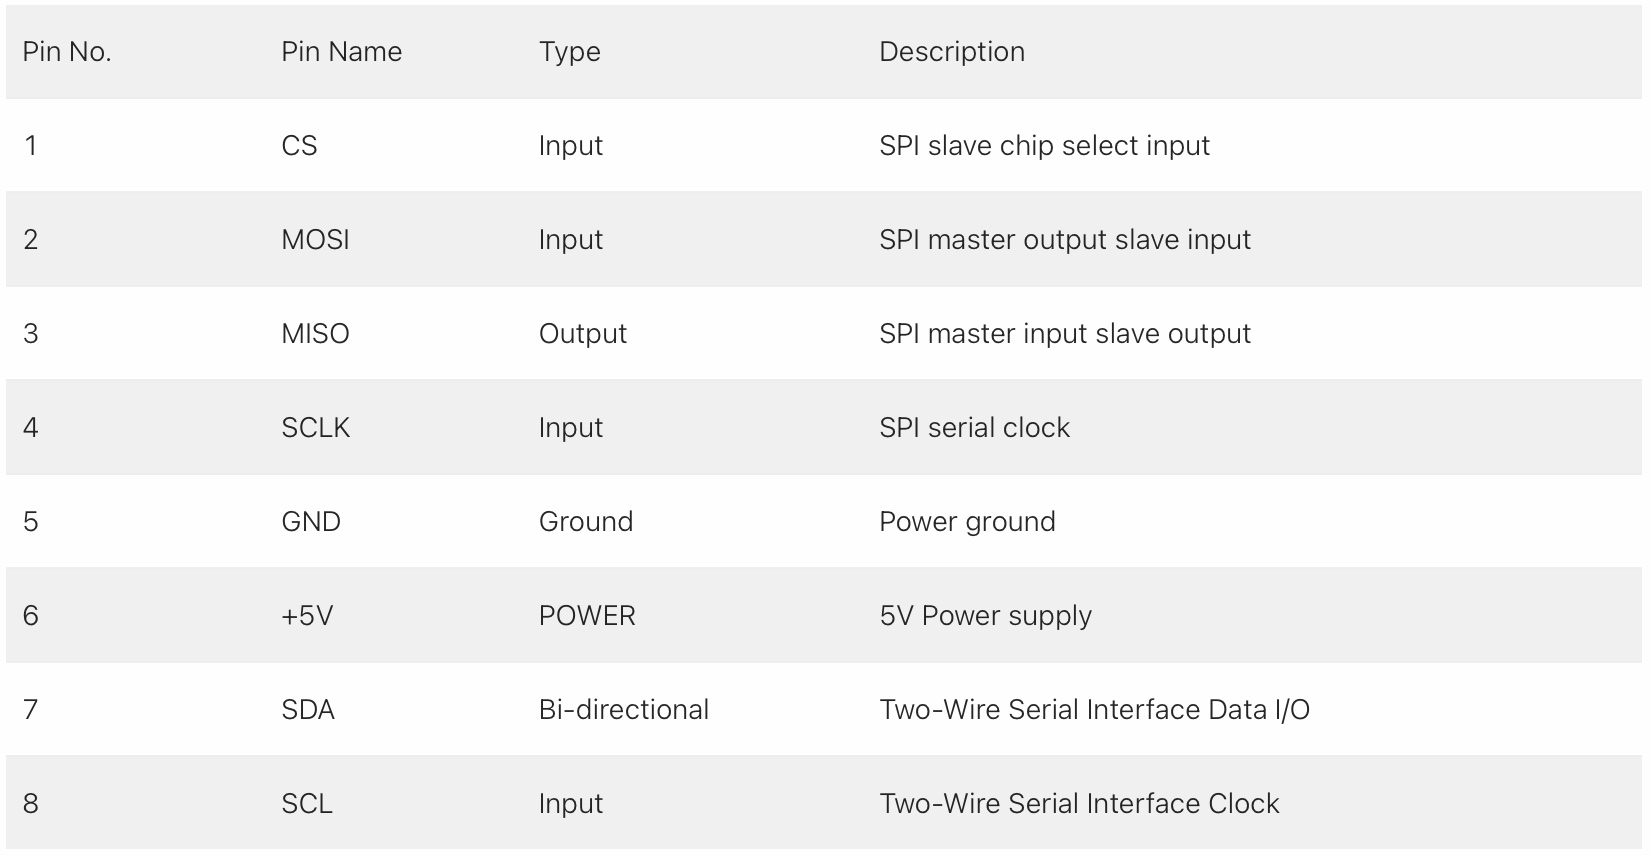 Pin No. Pin Name Type Description
1 CS Input SPI slave chip select input
2 MOSI Input SPI master output slave input
3 MISO Output SPI master input slave output
4 SCLK Input SPI serial clock
5 GND Ground Power ground
6 +5V POWER 5V Power supply
7 SDA Bi-directional Two-Wire Serial Interface Data I/O
8 SCL Input Two-Wire Serial Interface Clock